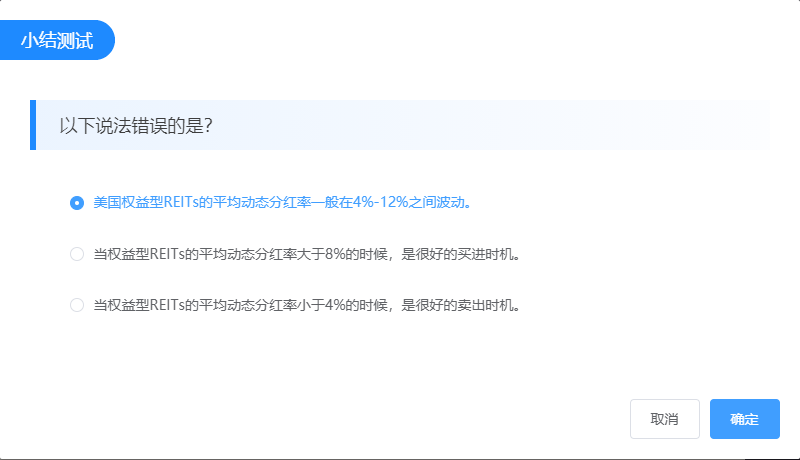 小结测试
以下说法错误的是？
美国权益型REITs的平均动态分红率一般在4%-12%之间波动。
当权益型REITs的平均动态分红率大于8%的时候，是很好的买进时机。
当权益型REITs的平均动态分红率小于4%的时候，是很好的卖出时机。
取消 确定